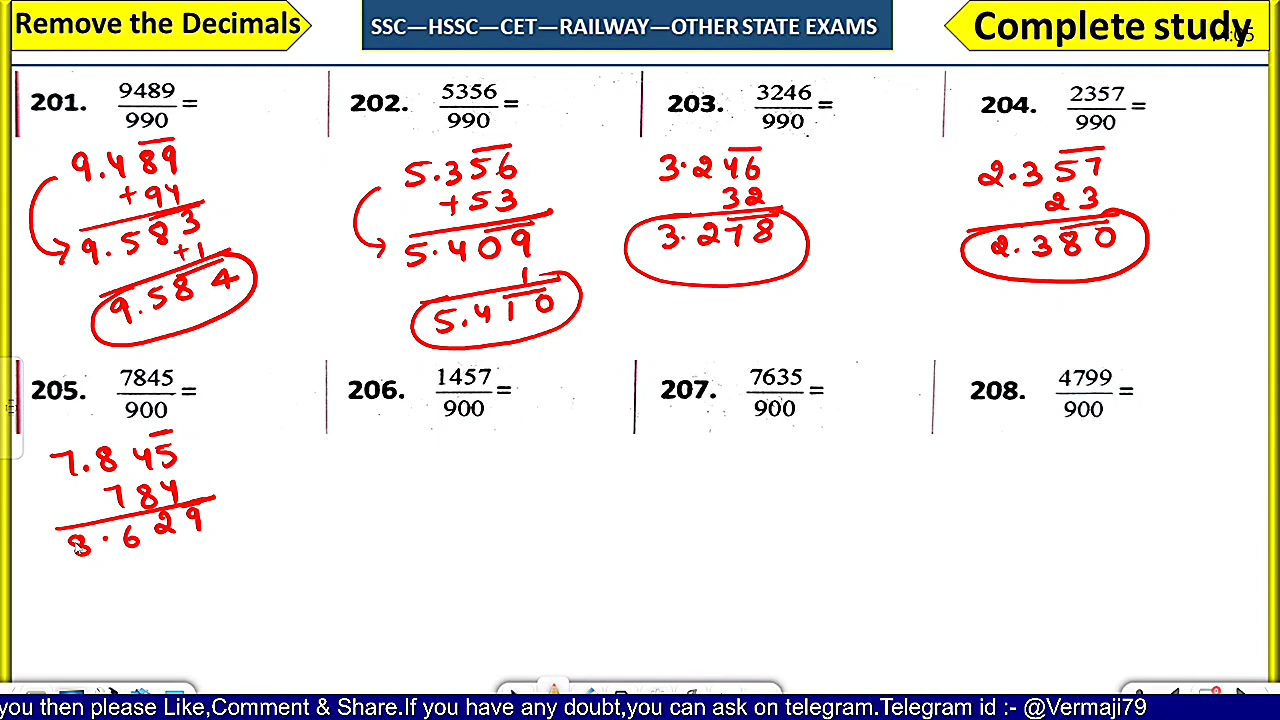 Remove the Decimals
SSC—HSSC—CET—RAILWAY—OTHER STATE EXAMS
Complete study
201. 9489/990 =
9.489
+94
9.583
+1
9.584
202. 5356/990 =
5.356
+53
5.409
1
5.410
203. 3246/990 =
3.246
32
3.278
204. 2357/990 =
2.357
23
2.380
205. 7845/900 =
7.845
784
8.629
206. 1457/900 =
207. 7635/900 =
208. 4799/900 =
you then please Like,Comment & Share.If you have any doubt,you can ask on telegram.Telegram id :- @Vermaji79